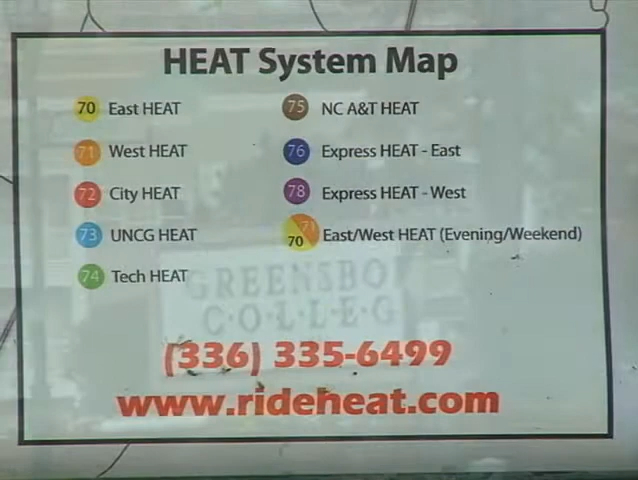 HEAT System Map
70 East HEAT
71 West HEAT
72 City HEAT
73 UNCG HEAT
74 Tech HEAT
75 NC A&T HEAT
76 Express HEAT - East
78 Express HEAT - West
70 71 East/West HEAT (Evening/Weekend)
GREENSBO
C·O·L·L·E·G
(336) 335-6499
www.rideheat.com